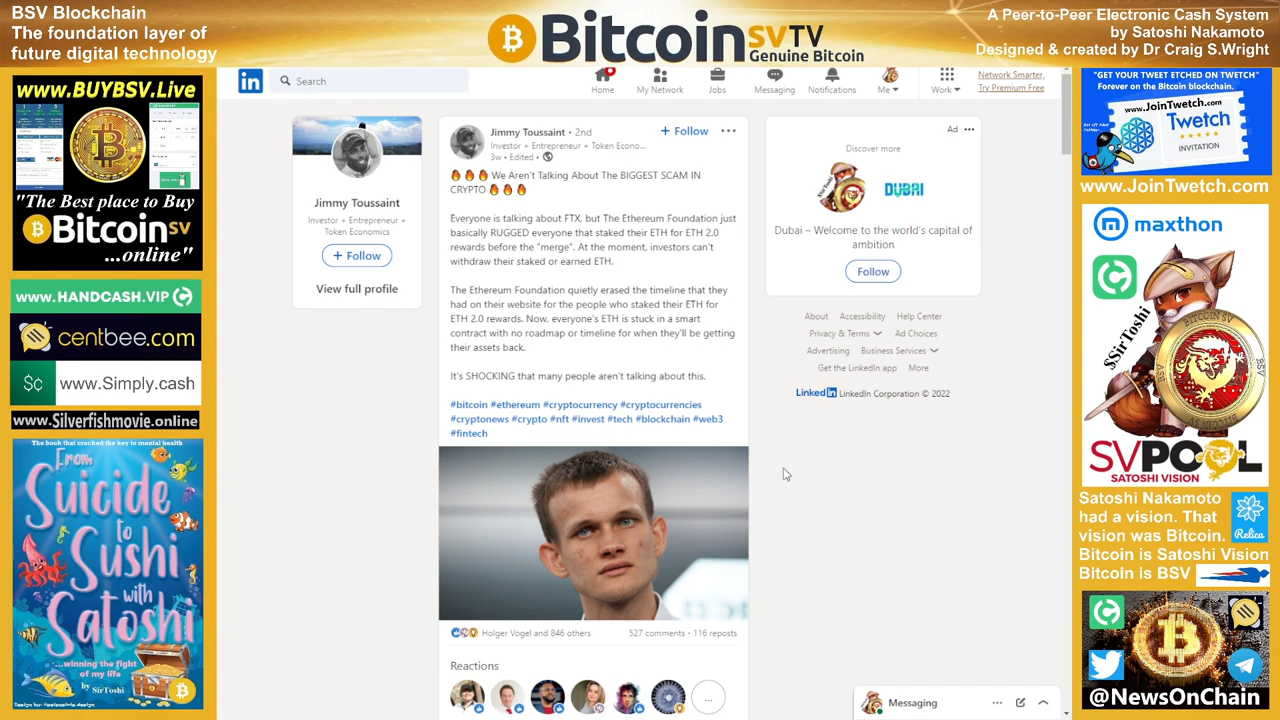 BSV Blockchain
The foundation layer of
future digital technology
BitcoinSVTV
Genuine Bitcoin
A Peer-to-Peer Electronic Cash System
by Satoshi Nakamoto
Designed & created by Dr Craig S.Wright
www.BUYBSV.Live
"The Best place to Buy
Bitcoin SV
...online"
www.HANDCASH.VIP
centbee.com
$¢ www.Simply.cash
www.Silverfishmovie.online
The book that cracked the key to mental health
From
Suicide
to
Sushi
with
Satoshi
...winning the fight
of my life
by SirToshi
in Search
Home
My Network
Jobs
Messaging
Notifications
Me
Work
Network Smarter,
Try Premium Free
Jimmy Toussaint
Investor + Entrepreneur +
Token Economics
+ Follow
View full profile
Jimmy Toussaint • 2nd
+ Follow
Investor + Entrepreneur + Token Econo...
3w • Edited •
🔥🔥🔥 We Aren't Talking About The BIGGEST SCAM IN
CRYPTO 🔥🔥🔥
Everyone is talking about FTX, but The Ethereum Foundation just
basically RUGGED everyone that staked their ETH for ETH 2.0
rewards before the "merge". At the moment, investors can't
withdraw their staked or earned ETH.
The Ethereum Foundation quietly erased the timeline that they
had on their website for the people who staked their ETH for
ETH 2.0 rewards. Now, everyone's ETH is stuck in a smart
contract with no roadmap or timeline for when they'll be getting
their assets back.
It's SHOCKING that many people aren't talking about this.
#bitcoin #ethereum #cryptocurrency #cryptocurrencies
#cryptonews #crypto #nft #invest #tech #blockchain #web3
#fintech
Holger Vogel and 846 others
527 comments • 116 reposts
Reactions
Ad
Discover more
DUBAI
Dubai – Welcome to the world's capital of
ambition
Follow
About Accessibility Help Center
Privacy & Terms Ad Choices
Advertising Business Services
Get the LinkedIn app More
LinkedIn LinkedIn Corporation © 2022
Messaging
"GET YOUR TWEET ETCHED ON TWETCH"
Forever on the Bitcoin blockchain.
www.JoinTwetch.com
Twetch
INVITATION
www.JoinTwetch.com
maxthon
$SirToshi
BITCOIN SV
SVPOOL
SATOSHI VISION
Satoshi Nakamoto
had a vision. That
vision was Bitcoin.
Relica
Bitcoin is Satoshi Vision
Bitcoin is BSV
@NewsOnChain